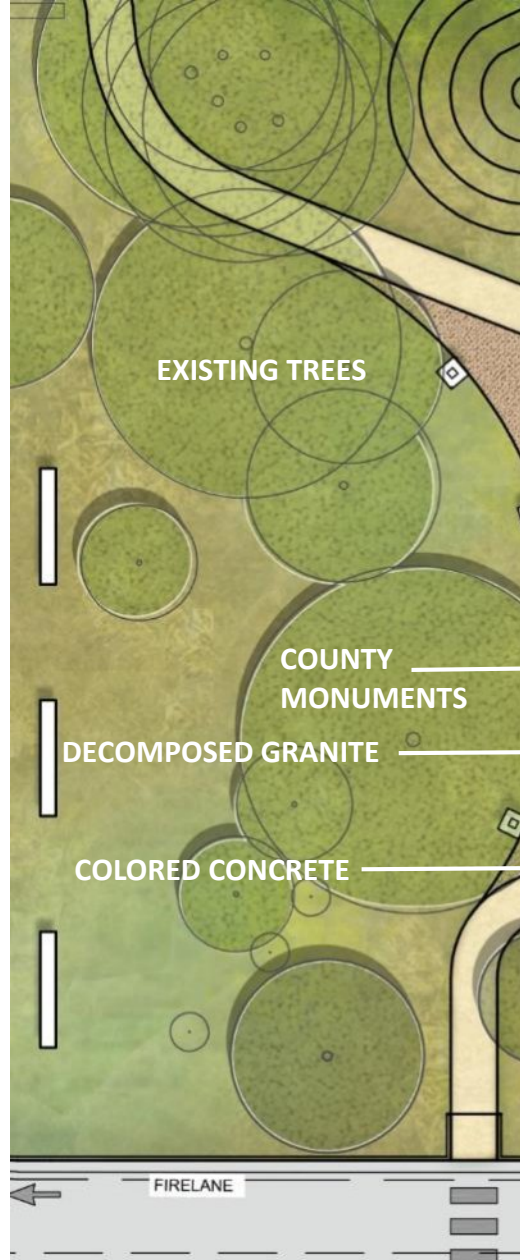 EXISTING TREES
COUNTY
MONUMENTS
DECOMPOSED GRANITE
COLORED CONCRETE
FIRELANE